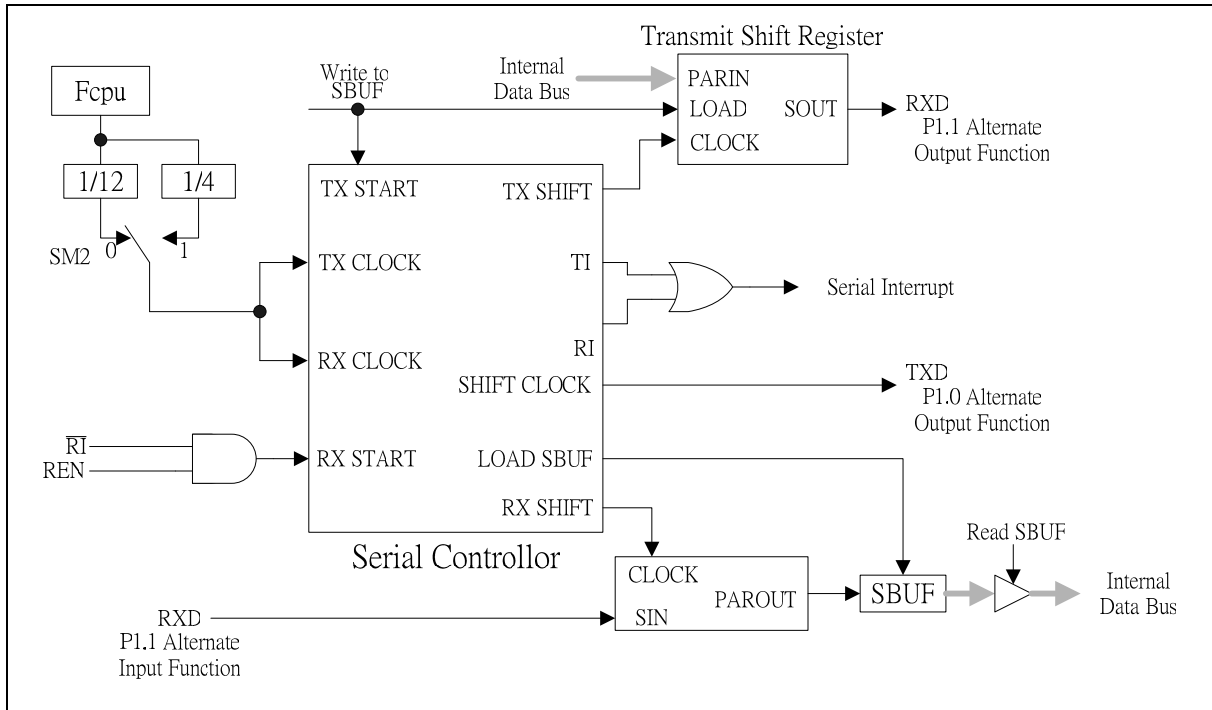 Transmit Shift Register
Fcpu
Write to
SBUF
Internal
Data Bus
PARIN
LOAD
SOUT
CLOCK
RXD
P1.1 Alternate
Output Function
1/12
1/4
SM2
0
1
TX START
TX SHIFT
TX CLOCK
TI
Serial Interrupt
RX CLOCK
RI
SHIFT CLOCK
TXD
P1.0 Alternate
Output Function
RI
REN
RX START
LOAD SBUF
RX SHIFT
Serial Controllor
Read SBUF
CLOCK
PAROUT
SIN
SBUF
Internal
Data Bus
RXD
P1.1 Alternate
Input Function